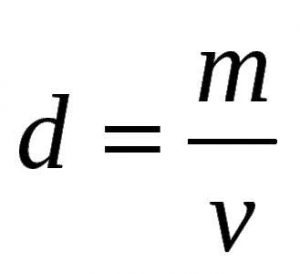 d = m/v